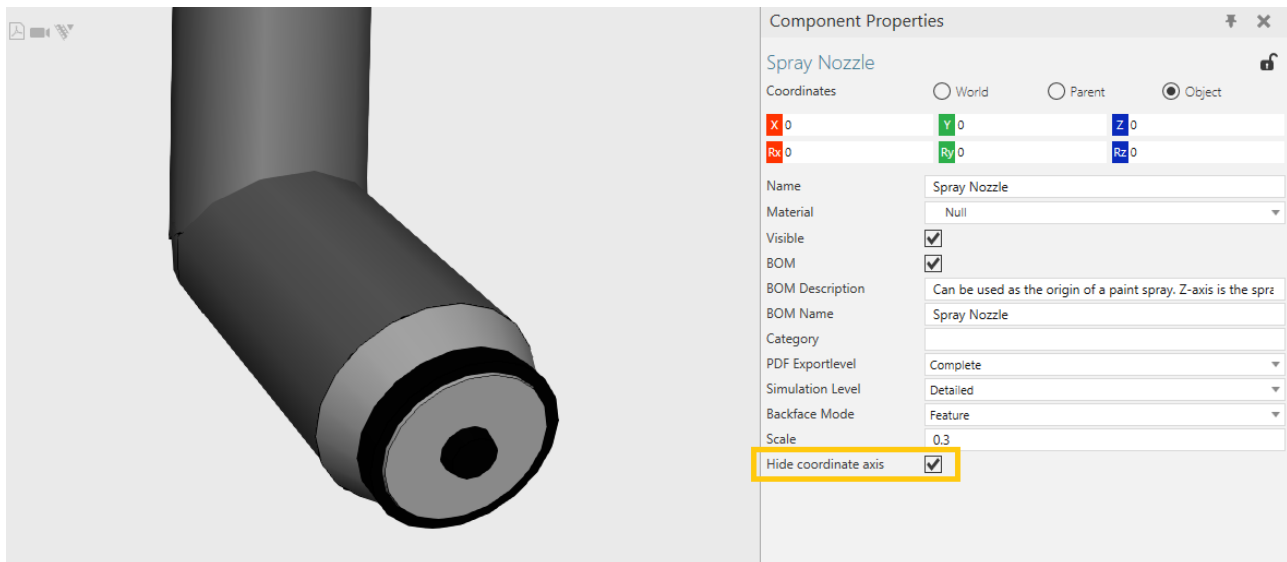 Component Properties
Spray Nozzle
Coordinates World Parent Object
X 0 Y 0 Z 0
Rx 0 Ry 0 Rz 0
Name Spray Nozzle
Material Null
Visible
BOM
BOM Description Can be used as the origin of a paint spray. Z-axis is the spra
BOM Name Spray Nozzle
Category
PDF Exportlevel Complete
Simulation Level Detailed
Backface Mode Feature
Scale 0.3
Hide coordinate axis